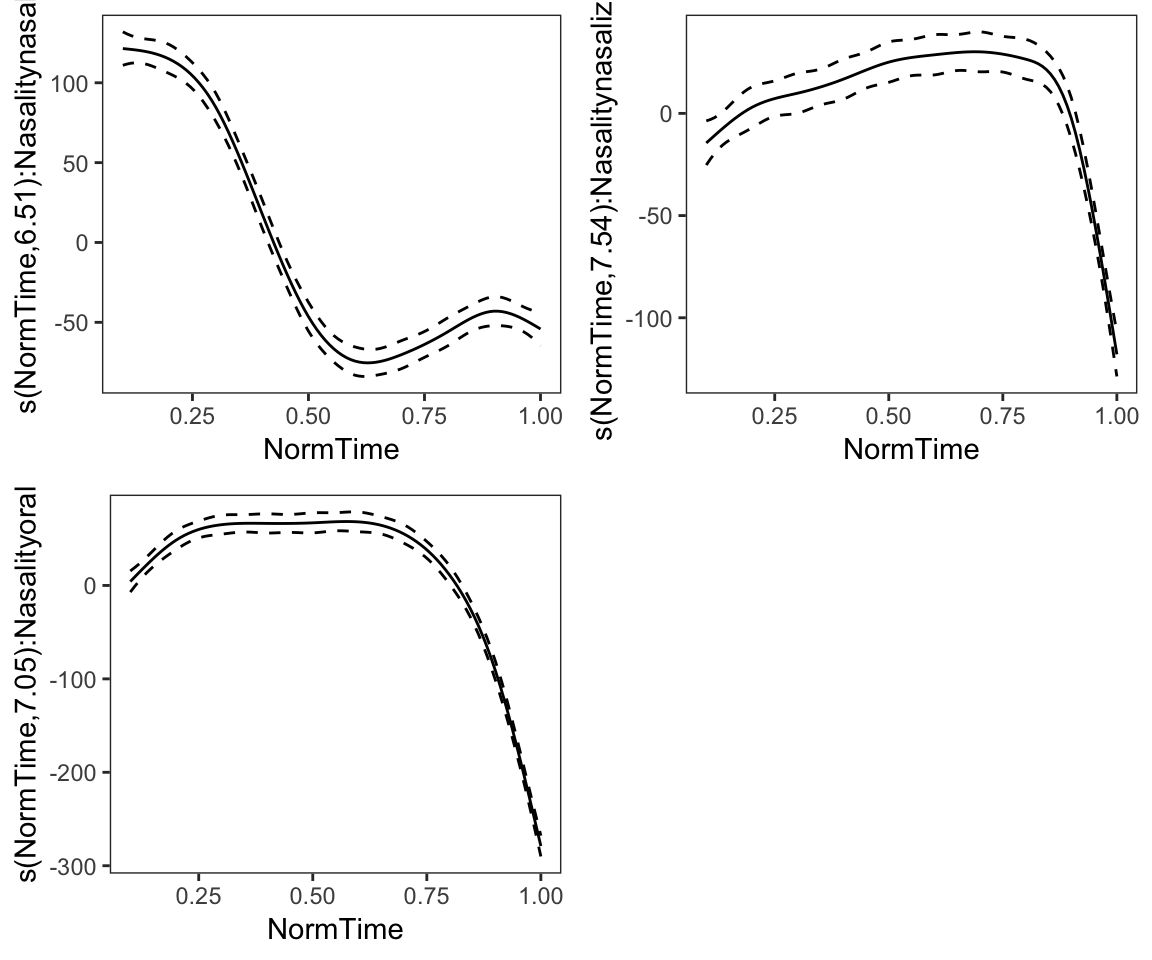 s(NormTime,6.51):Nasalitynasal
100
50
0
-50
0.25 0.50 0.75 1.00
NormTime
s(NormTime,7.54):Nasalitynasaliz
0
-50
-100
0.25 0.50 0.75 1.00
NormTime
s(NormTime,7.05):Nasalityoral
0
-100
-200
-300
0.25 0.50 0.75 1.00
NormTime